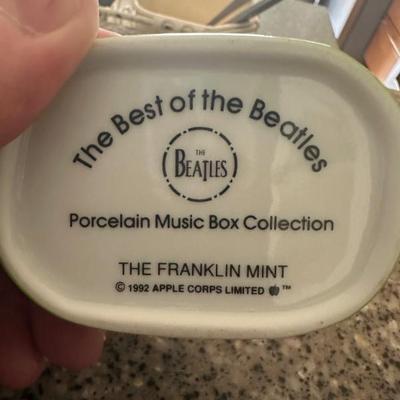 The Best of the Beatles
THE
BEATLES
Porcelain Music Box Collection
THE FRANKLIN MINT
© 1992 APPLE CORPS LIMITED ™